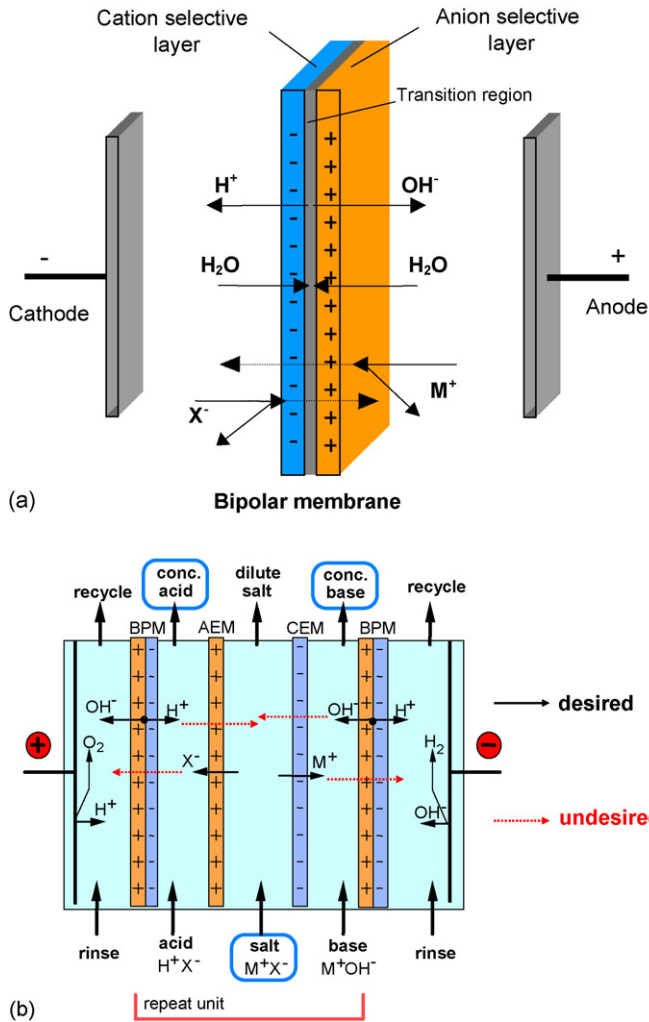 Cation selective
layer
Anion selective
layer
Transition region
H+
OH-
H2O
H2O
-
+
Cathode
Anode
X-
M+
(a)
Bipolar membrane
recycle
conc.
acid
dilute
salt
conc.
base
recycle
BPM
AEM
CEM
BPM
OH-
H+
OH-
H+
desired
+
O2
X-
M+
H2
-
H+
OH-
undesire
rinse
acid
H+X-
salt
M+X-
base
M+OH-
rinse
(b)
repeat unit